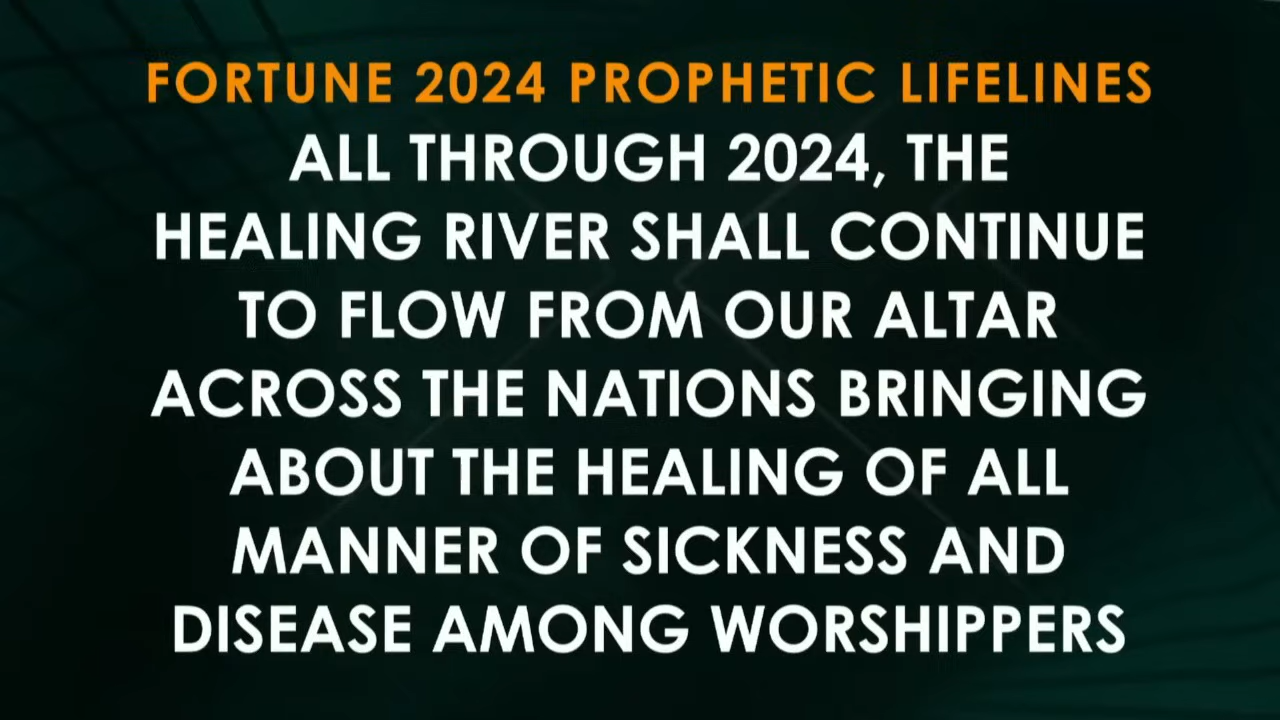 FORTUNE 2024 PROPHETIC LIFELINES
ALL THROUGH 2024, THE
HEALING RIVER SHALL CONTINUE
TO FLOW FROM OUR ALTAR
ACROSS THE NATIONS BRINGING
ABOUT THE HEALING OF ALL
MANNER OF SICKNESS AND
DISEASE AMONG WORSHIPPERS